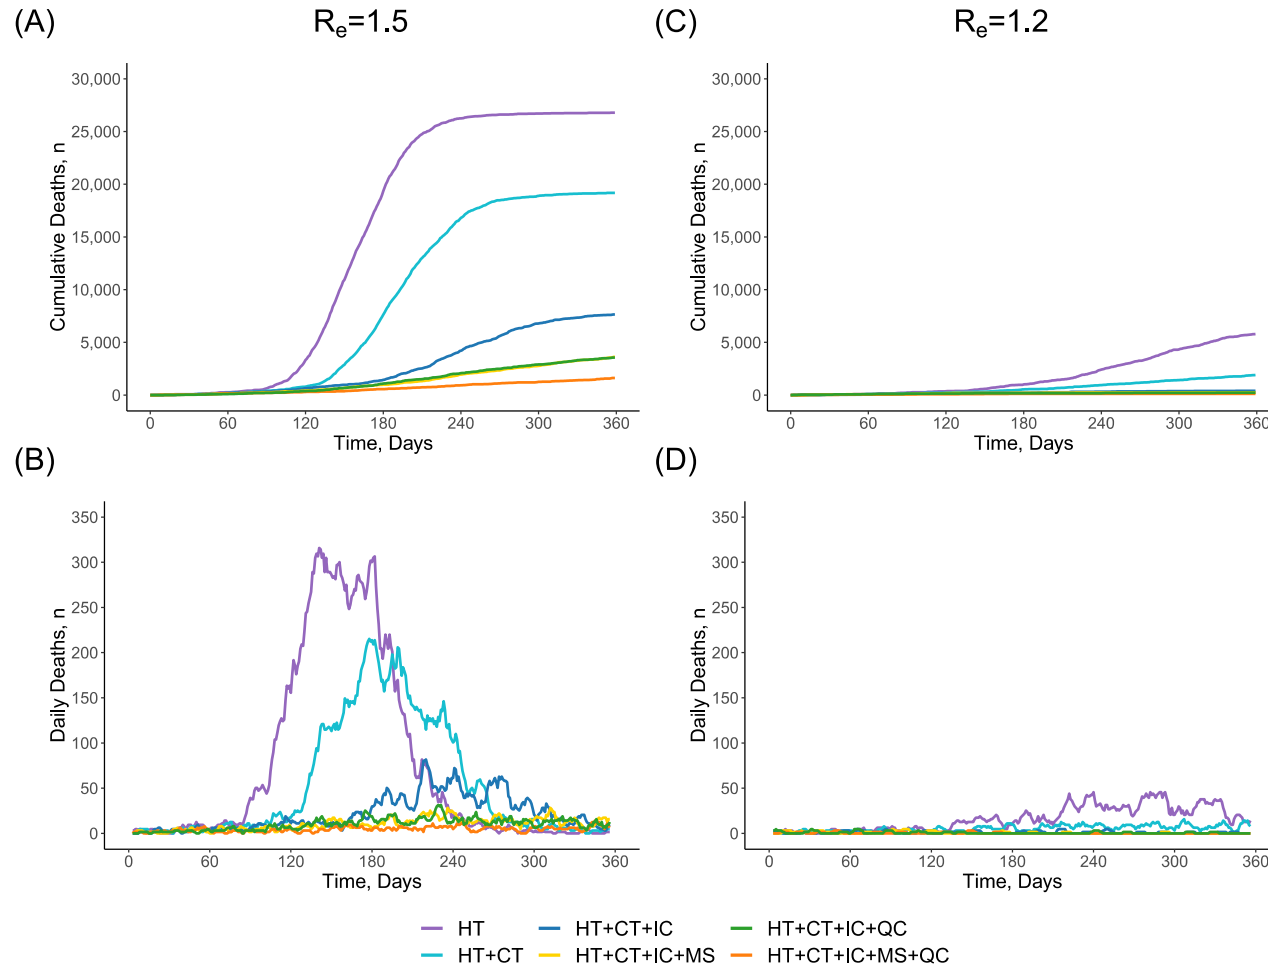 (A) Re=1.5
30,000
25,000
20,000
15,000
10,000
5,000
0
Cumulative Deaths, n
0 60 120 180 240 300 360
Time, Days
(C) Re=1.2
30,000
25,000
20,000
15,000
10,000
5,000
0
Cumulative Deaths, n
0 60 120 180 240 300 360
Time, Days
(B)
350
300
250
200
150
100
50
0
Daily Deaths, n
0 60 120 180 240 300 360
Time, Days
(D)
350
300
250
200
150
100
50
0
Daily Deaths, n
0 60 120 180 240 300 360
Time, Days
HT HT+CT+IC HT+CT+IC+QC
HT+CT HT+CT+IC+MS HT+CT+IC+MS+QC